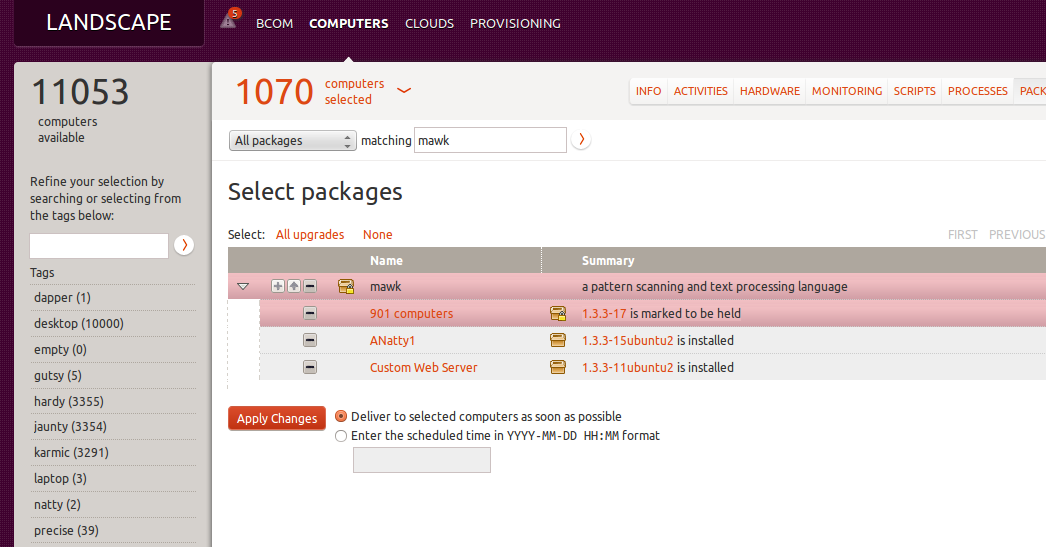 LANDSCAPE
5
BCOM COMPUTERS CLOUDS PROVISIONING
11053
computers
available
Refine your selection by
searching or selecting from
the tags below:
Tags
dapper (1)
desktop (10000)
empty (0)
gutsy (5)
hardy (3355)
jaunty (3354)
karmic (3291)
laptop (3)
natty (2)
precise (39)
1070 computers
selected
INFO ACTIVITIES HARDWARE MONITORING SCRIPTS PROCESSES PACK
All packages matching mawk
Select packages
Select: All upgrades None FIRST PREVIOUS
Name Summary
mawk a pattern scanning and text processing language
901 computers 1.3.3-17 is marked to be held
ANatty1 1.3.3-15ubuntu2 is installed
Custom Web Server 1.3.3-11ubuntu2 is installed
Apply Changes Deliver to selected computers as soon as possible
Enter the scheduled time in YYYY-MM-DD HH:MM format